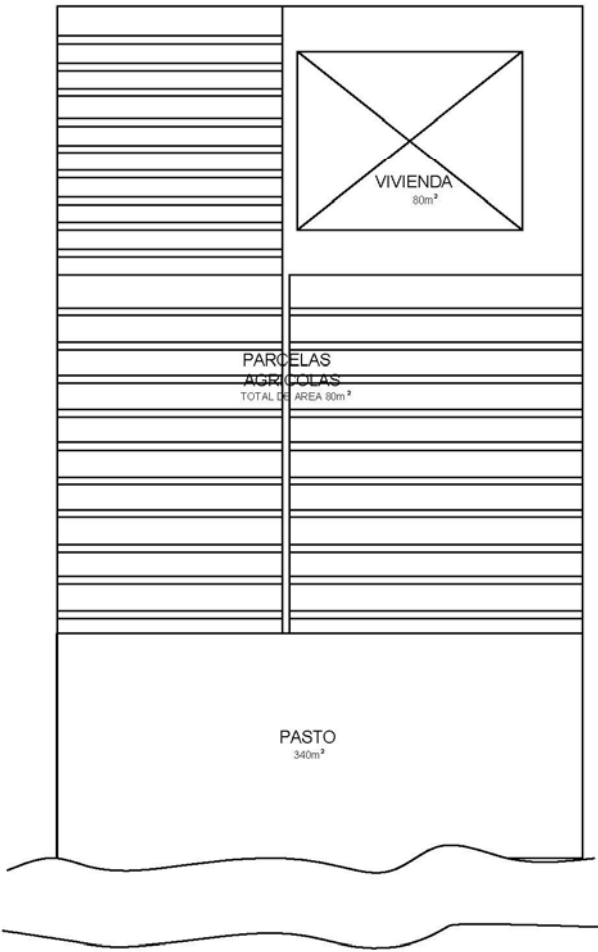 VIVIENDA
80m²
PARCELAS
AGRICOLAS
TOTAL DE AREA 80m²
PASTO
340m²